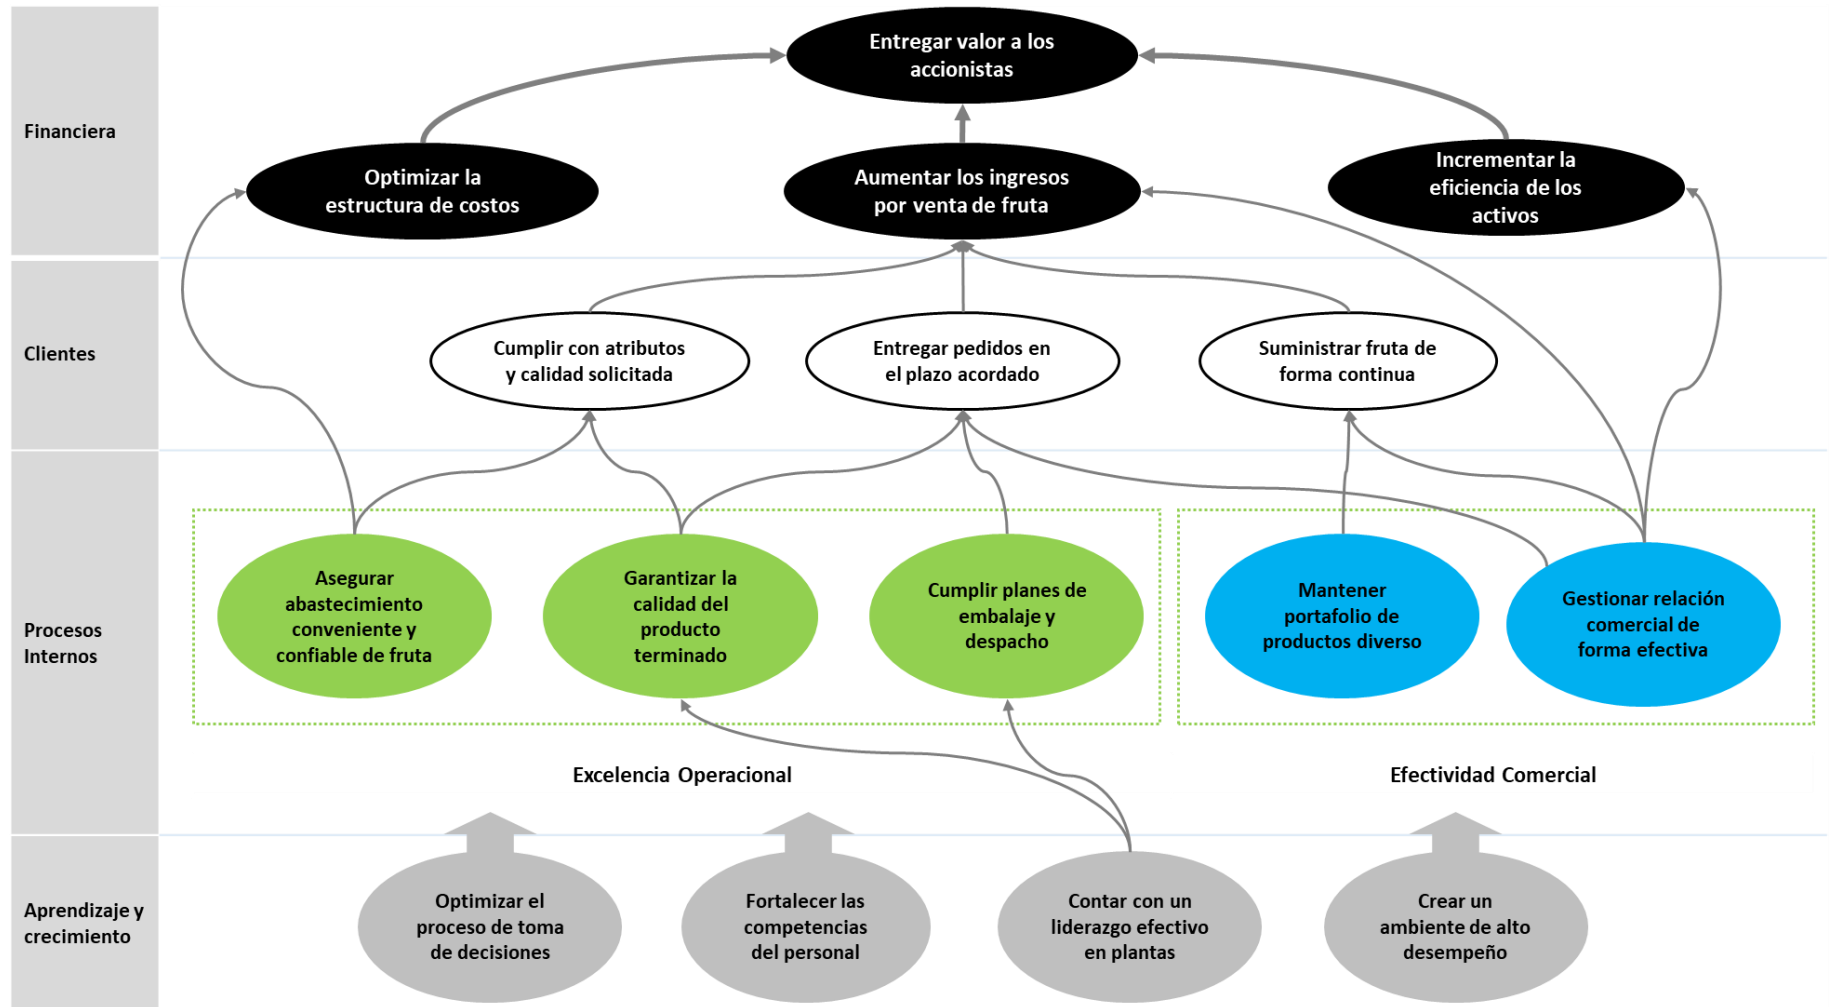 Entregar valor a los
accionistas
Financiera
Optimizar la
estructura de costos
Aumentar los ingresos
por venta de fruta
Incrementar la
eficiencia de los
activos
Clientes
Cumplir con atributos
y calidad solicitada
Entregar pedidos en
el plazo acordado
Suministrar fruta de
forma continua
Procesos
Internos
Asegurar
abastecimiento
conveniente y
confiable de fruta
Garantizar la
calidad del
producto
terminado
Cumplir planes de
embalaje y
despacho
Mantener
portafolio de
productos diverso
Gestionar relación
comercial de
forma efectiva
Excelencia Operacional
Efectividad Comercial
Aprendizaje y
crecimiento
Optimizar el
proceso de toma
de decisiones
Fortalecer las
competencias
del personal
Contar con un
liderazgo efectivo
en plantas
Crear un
ambiente de alto
desempeño